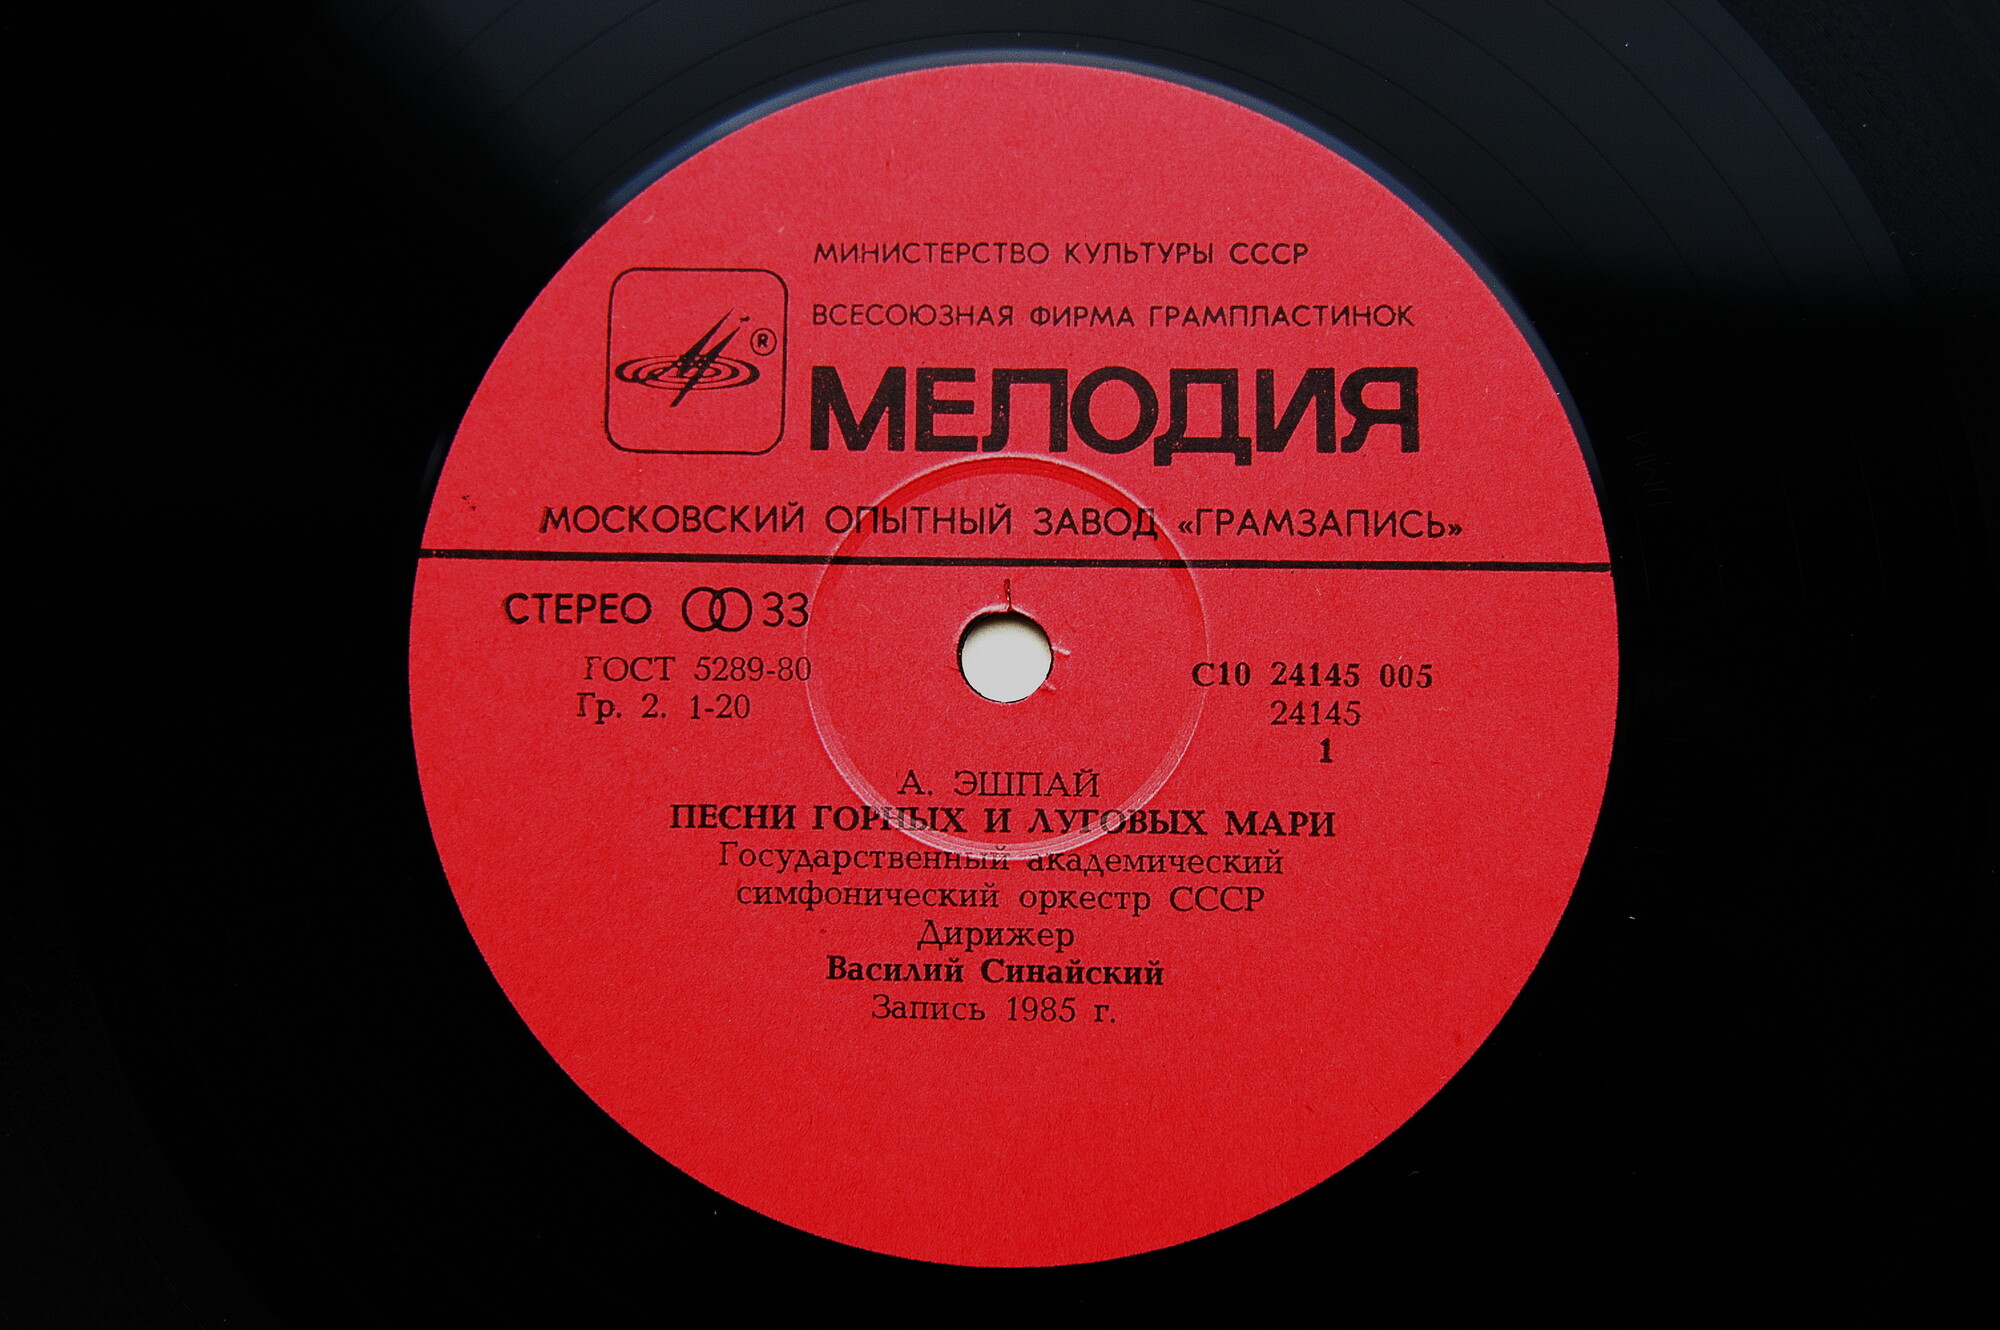 МИНИСТЕРСТВО КУЛЬТУРЫ СССР
ВСЕСОЮЗНАЯ ФИРМА ГРАМПЛАСТИНОК
®
МЕЛОДИЯ
МОСКОВСКИЙ ОПЫТНЫЙ ЗАВОД «ГРАМЗАПИСЬ»
СТЕРЕО 33
ГОСТ 5289-80
Гр. 2. 1-20
С10 24145 005
24145
1
А. ЭШПАЙ
ПЕСНИ ГОРНЫХ И ЛУГОВЫХ МАРИ
Государственный академический
симфонический оркестр СССР
Дирижер
Василий Синайский
Запись 1985 г.